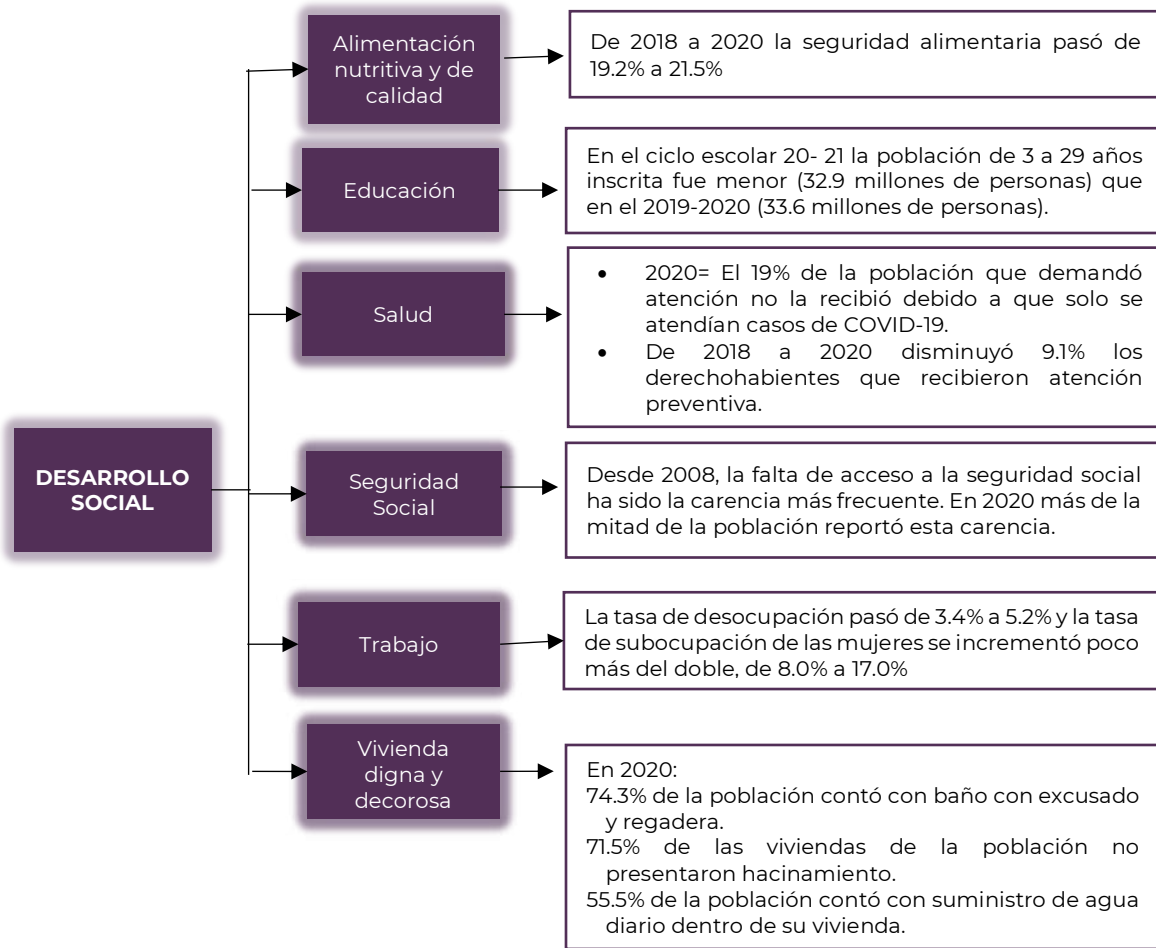 DESARROLLO
SOCIAL
Alimentación
nutritiva y de
calidad
De 2018 a 2020 la seguridad alimentaria pasó de
19.2% a 21.5%
Educación
En el ciclo escolar 20- 21 la población de 3 a 29 años
inscrita fue menor (32.9 millones de personas) que
en el 2019-2020 (33.6 millones de personas).
Salud
• 2020= El 19% de la población que demandó
atención no la recibió debido a que solo se
atendían casos de COVID-19.
• De 2018 a 2020 disminuyó 9.1% los
derechohabientes que recibieron atención
preventiva.
Seguridad
Social
Desde 2008, la falta de acceso a la seguridad social
ha sido la carencia más frecuente. En 2020 más de la
mitad de la población reportó esta carencia.
Trabajo
La tasa de desocupación pasó de 3.4% a 5.2% y la tasa
de subocupación de las mujeres se incrementó poco
más del doble, de 8.0% a 17.0%
Vivienda
digna y
decorosa
En 2020:
74.3% de la población contó con baño con excusado
y regadera.
71.5% de las viviendas de la población no
presentaron hacinamiento.
55.5% de la población contó con suministro de agua
diario dentro de su vivienda.